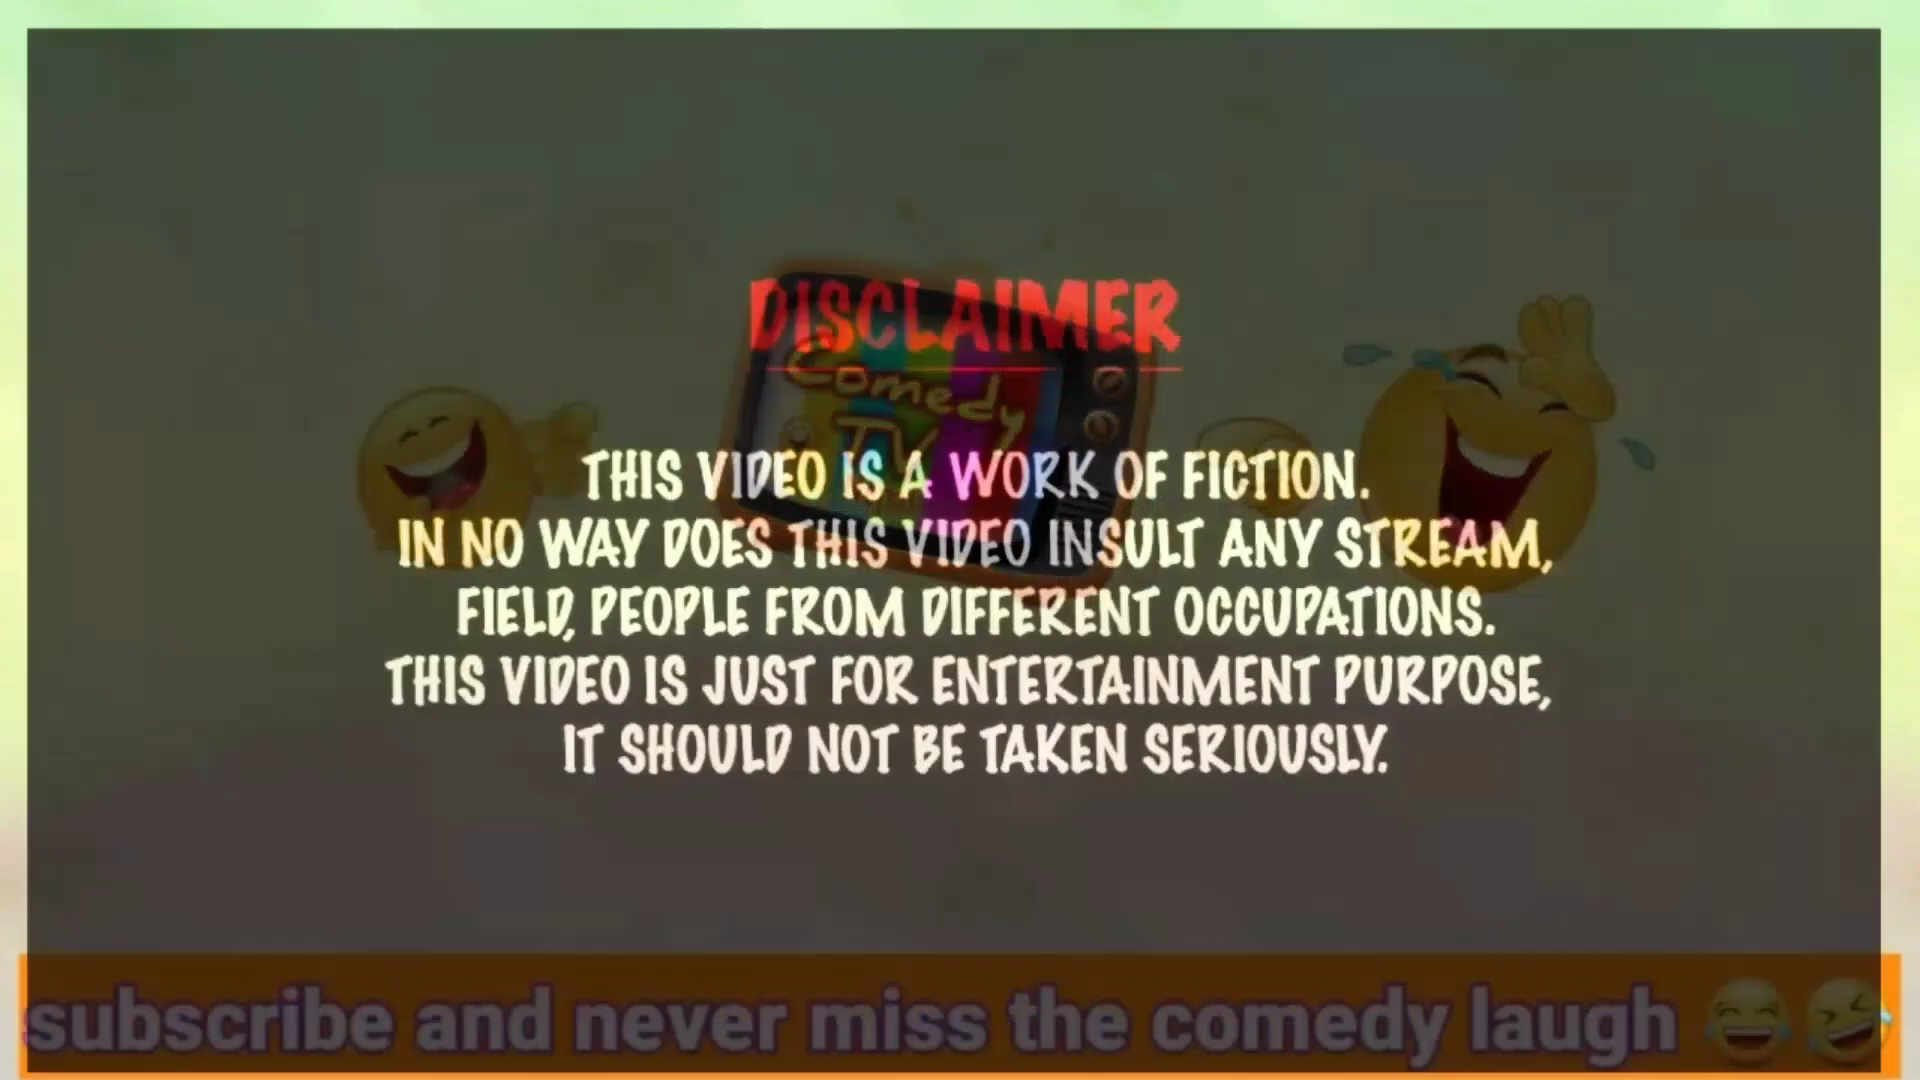 DISCLAIMER
Comedy
TV
THIS VIDEO IS A WORK OF FICTION.
IN NO WAY DOES THIS VIDEO INSULT ANY STREAM,
FIELD, PEOPLE FROM DIFFERENT OCCUPATIONS.
THIS VIDEO IS JUST FOR ENTERTAINMENT PURPOSE,
IT SHOULD NOT BE TAKEN SERIOUSLY.
subscribe and never miss the comedy laugh 😂 🤣